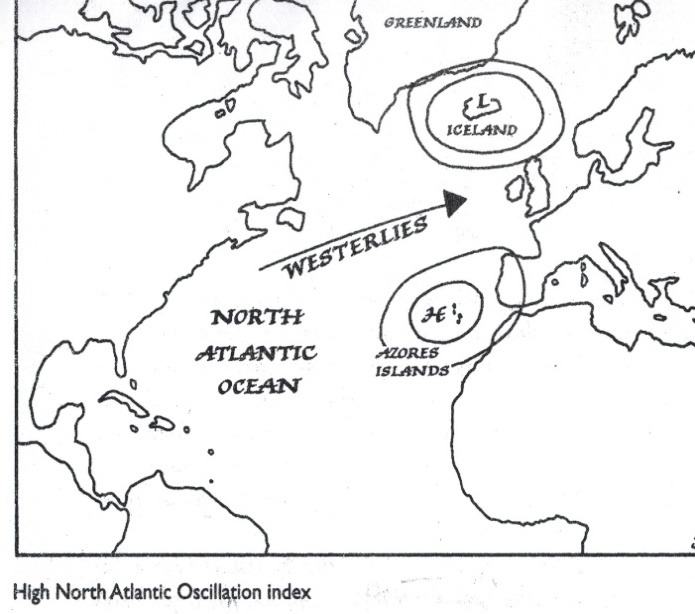 GREENLAND
L
ICELAND
WESTERLIES
H
AZORES
ISLANDS
NORTH
ATLANTIC
OCEAN
High North Atlantic Oscillation index